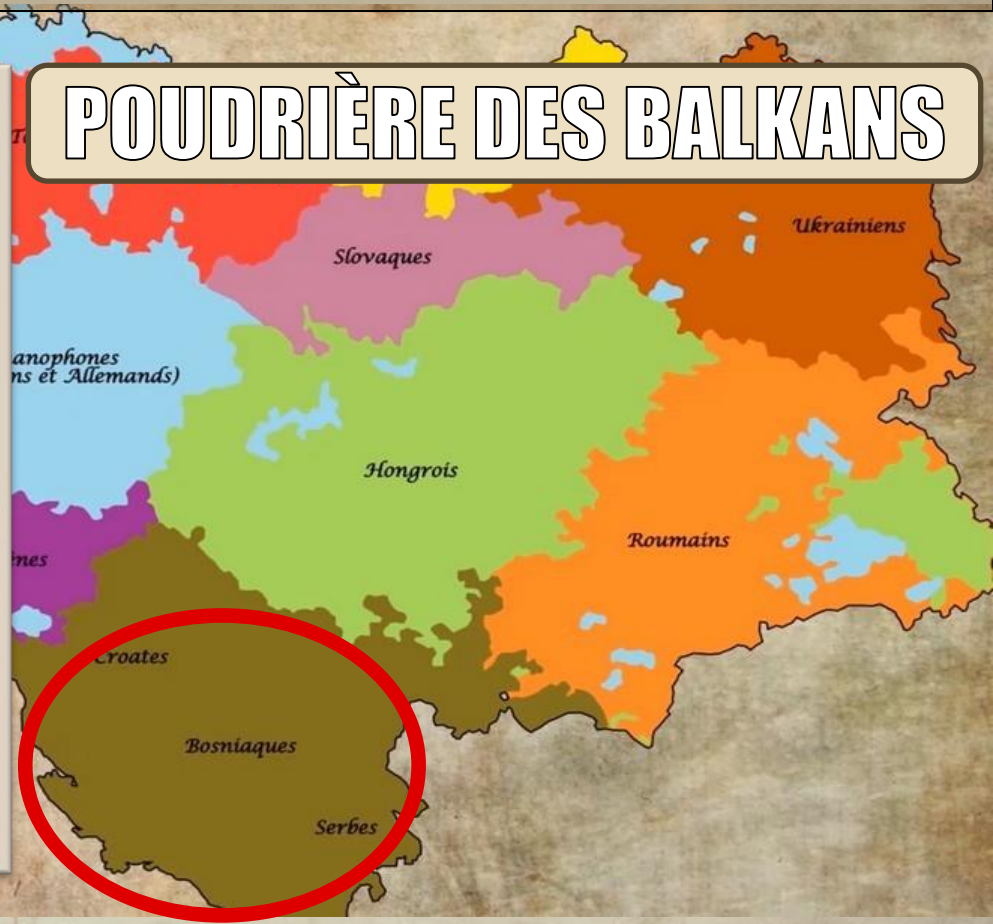 POUDRIÈRE DES BALKANS
Ukrainiens
Slovaques
anophones
ns et Allemands)
Hongrois
Roumains
nes
Croates
Bosniaques
Serbes